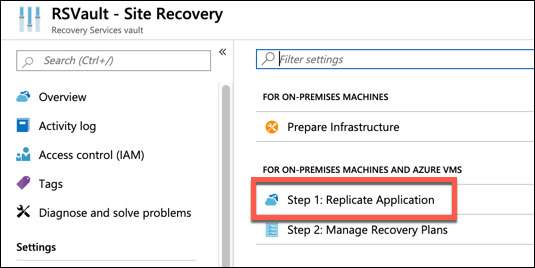 RSVault - Site Recovery
Recovery Services vault
Search (Ctrl+/)
«
Overview
Activity log
Access control (IAM)
Tags
Diagnose and solve problems
Settings
Filter settings
FOR ON-PREMISES MACHINES
Prepare Infrastructure
FOR ON-PREMISES MACHINES AND AZURE VMS
Step 1: Replicate Application
Step 2: Manage Recovery Plans